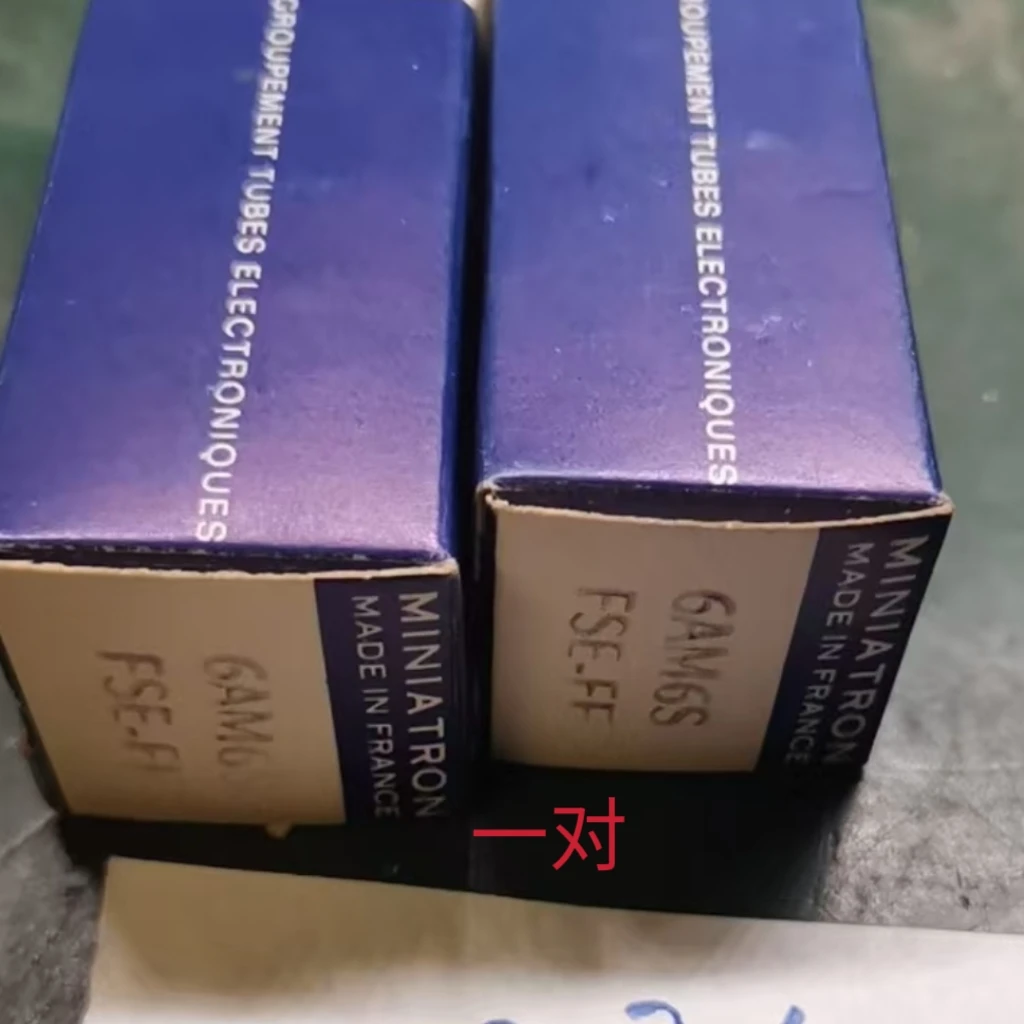 GROUPEMENT TUBES ELECTRONIQUES
MINIATRON
MADE IN FRANCE
6AM6
FSE-F
OUPEMENT TUBES ELECTRONIQUES
MINIATRON
MADE IN FRANCE
6AM6S
FSE-FF
一对